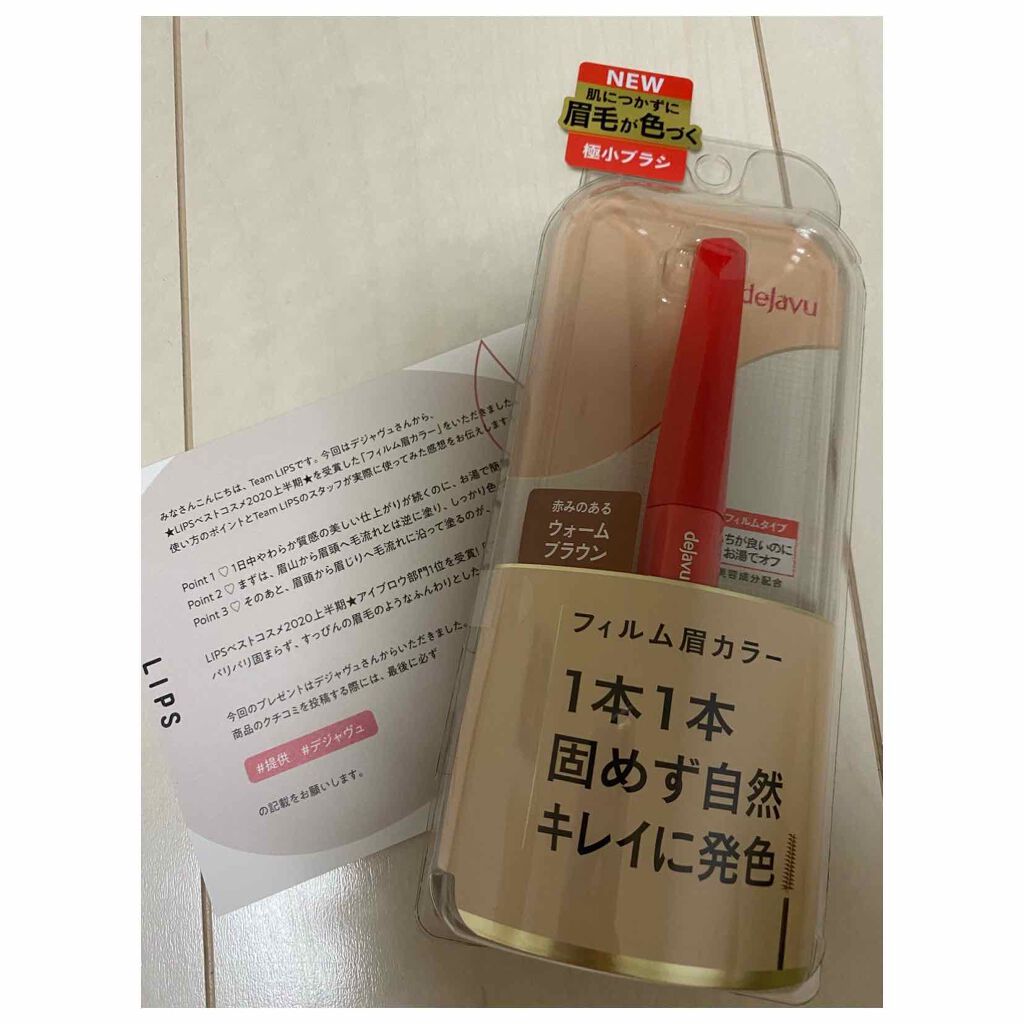 NEW
肌につかずに
眉毛が色づく
極小ブラシ
dejavu
赤みのある
ウォーム
ブラウン
dejavu
フィルムタイプ
ちが良いのに
お湯でオフ
美容成分配合
フィルム眉カラー
1本1本
固めず自然
キレイに発色
みなさんこんにちは、Team LIPSです。今回はデジャヴュさんから、
★LIPSベストコスメ2020上半期★を受賞した「フィルム眉カラー」をいただきました
使い方のポイントとTeam LIPSのスタッフが実際に使ってみた感想をお伝えします
Point 1 ♡ 1日中やわらか質感の美しい仕上がりが続くのに、お湯で簡
Point 2 ♡ まずは、眉山から眉頭へ毛流れとは逆に塗り、しっかり色
Point 3 ♡ そのあと、眉頭から眉じりへ毛流れに沿って塗るのが、
LIPSベストコスメ2020上半期★アイブロウ部門1位を受賞!
パリパリ固まらず、すっぴんの眉毛のようなふんわりとした
今回のプレゼントはデジャヴュさんからいただきました。
商品のクチコミを投稿する際には、最後に必ず
#提供 #デジャヴュ
の記載をお願いします。
LIPS